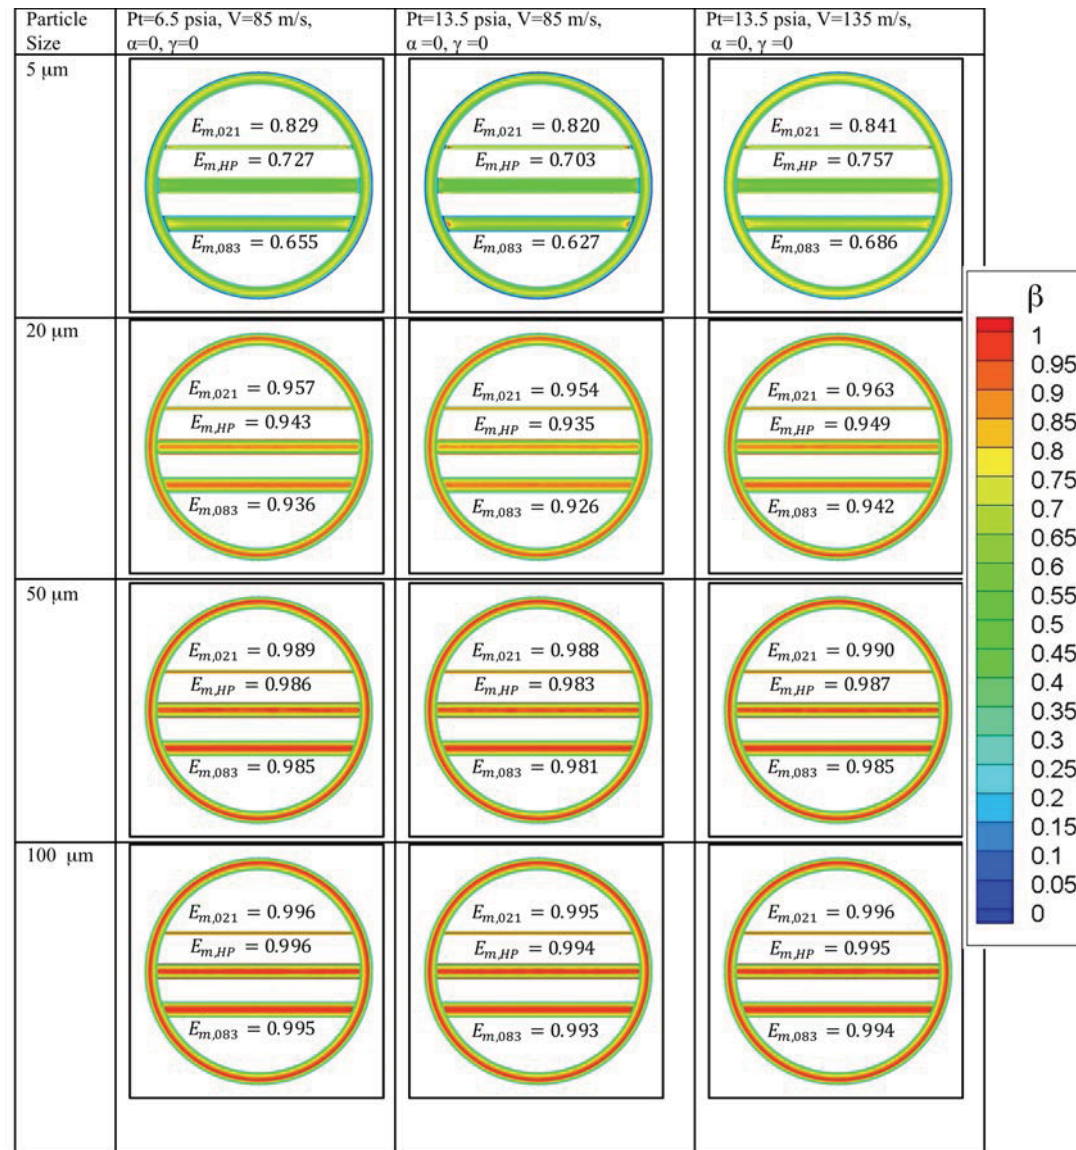 Particle Size
Pt=6.5 psia, V=85 m/s, α=0, γ=0
Pt=13.5 psia, V=85 m/s, α =0, γ =0
Pt=13.5 psia, V=135 m/s, α =0, γ =0
5 μm
E_{m,021} = 0.829
E_{m,HP} = 0.727
E_{m,083} = 0.655
E_{m,021} = 0.820
E_{m,HP} = 0.703
E_{m,083} = 0.627
E_{m,021} = 0.841
E_{m,HP} = 0.757
E_{m,083} = 0.686
20 μm
E_{m,021} = 0.957
E_{m,HP} = 0.943
E_{m,083} = 0.936
E_{m,021} = 0.954
E_{m,HP} = 0.935
E_{m,083} = 0.926
E_{m,021} = 0.963
E_{m,HP} = 0.949
E_{m,083} = 0.942
50 μm
E_{m,021} = 0.989
E_{m,HP} = 0.986
E_{m,083} = 0.985
E_{m,021} = 0.988
E_{m,HP} = 0.983
E_{m,083} = 0.981
E_{m,021} = 0.990
E_{m,HP} = 0.987
E_{m,083} = 0.985
100 μm
E_{m,021} = 0.996
E_{m,HP} = 0.996
E_{m,083} = 0.995
E_{m,021} = 0.995
E_{m,HP} = 0.994
E_{m,083} = 0.993
E_{m,021} = 0.996
E_{m,HP} = 0.995
E_{m,083} = 0.994
β
1
0.95
0.9
0.85
0.8
0.75
0.7
0.65
0.6
0.55
0.5
0.45
0.4
0.35
0.3
0.25
0.2
0.15
0.1
0.05
0